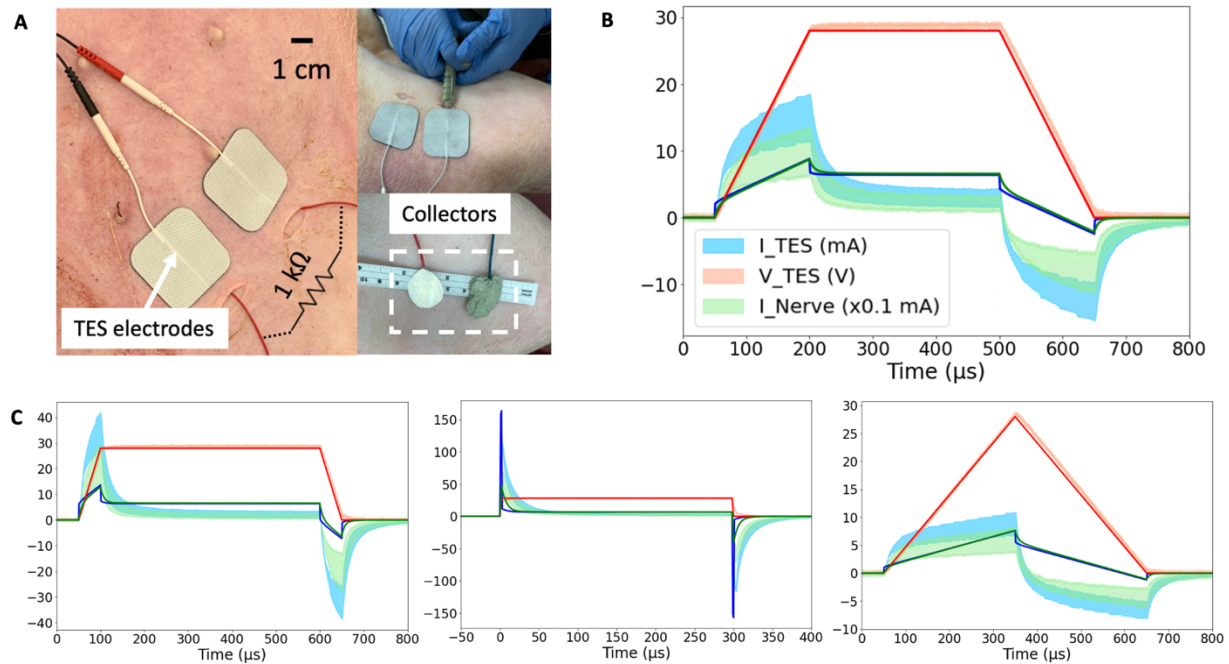 A
1 cm
1 kΩ
TES electrodes
Collectors
B
30
20
10
0
−10
I_TES (mA)
V_TES (V)
I_Nerve (x0.1 mA)
0 100 200 300 400 500 600 700 800
Time (μs)
C
40
30
20
10
0
−10
−20
−30
−40
0 100 200 300 400 500 600 700 800
Time (μs)
150
100
50
0
−50
−100
−150
−50 0 50 100 150 200 250 300 350 400
Time (μs)
30
25
20
15
10
5
0
−5
−10
0 100 200 300 400 500 600 700 800
Time (μs)